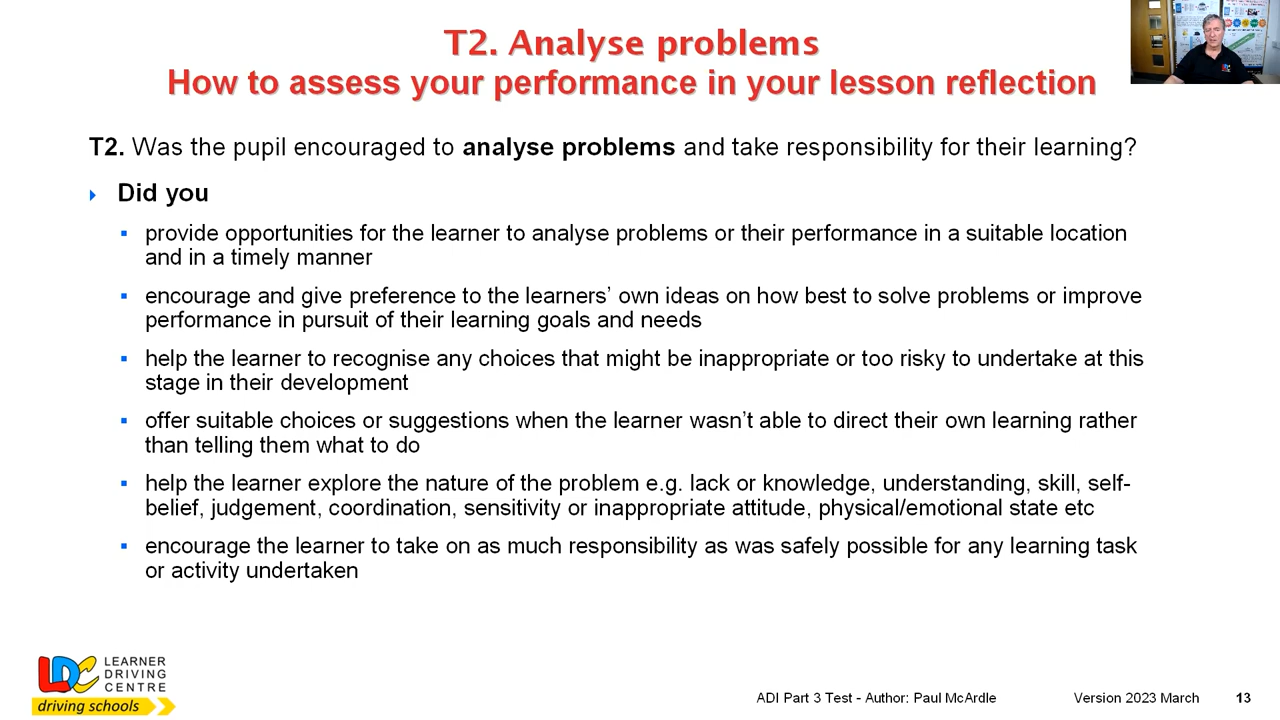 T2. Analyse problems
How to assess your performance in your lesson reflection
T2. Was the pupil encouraged to analyse problems and take responsibility for their learning?
Did you
provide opportunities for the learner to analyse problems or their performance in a suitable location
and in a timely manner
encourage and give preference to the learners’ own ideas on how best to solve problems or improve
performance in pursuit of their learning goals and needs
help the learner to recognise any choices that might be inappropriate or too risky to undertake at this
stage in their development
offer suitable choices or suggestions when the learner wasn’t able to direct their own learning rather
than telling them what to do
help the learner explore the nature of the problem e.g. lack or knowledge, understanding, skill, self-
belief, judgement, coordination, sensitivity or inappropriate attitude, physical/emotional state etc
encourage the learner to take on as much responsibility as was safely possible for any learning task
or activity undertaken
LDC
LEARNER
DRIVING
CENTRE
driving schools
ADI Part 3 Test - Author: Paul McArdle
Version 2023 March
13